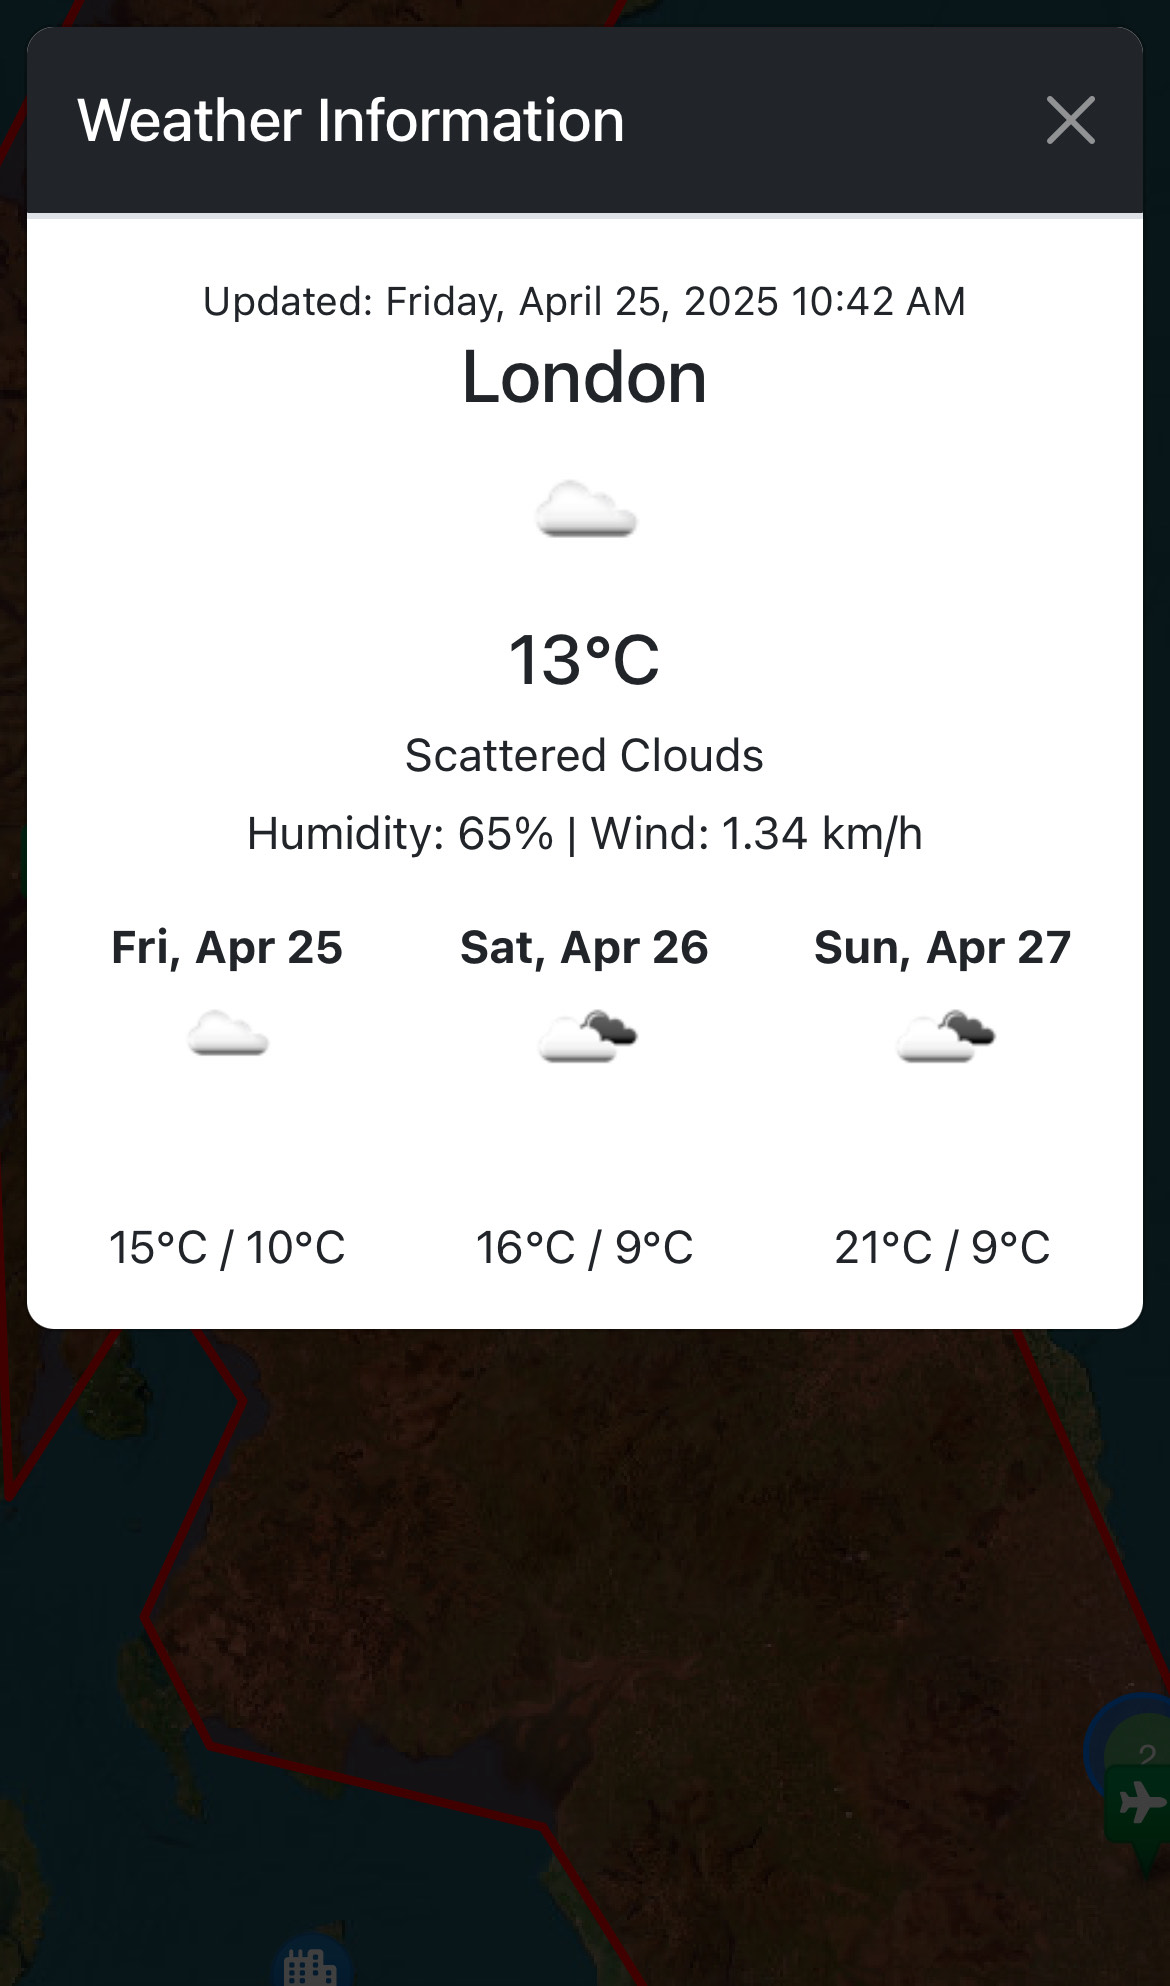 Weather Information
Updated: Friday, April 25, 2025 10:42 AM
London
13°C
Scattered Clouds
Humidity: 65% | Wind: 1.34 km/h
Fri, Apr 25 Sat, Apr 26 Sun, Apr 27
15°C / 10°C 16°C / 9°C 21°C / 9°C
2